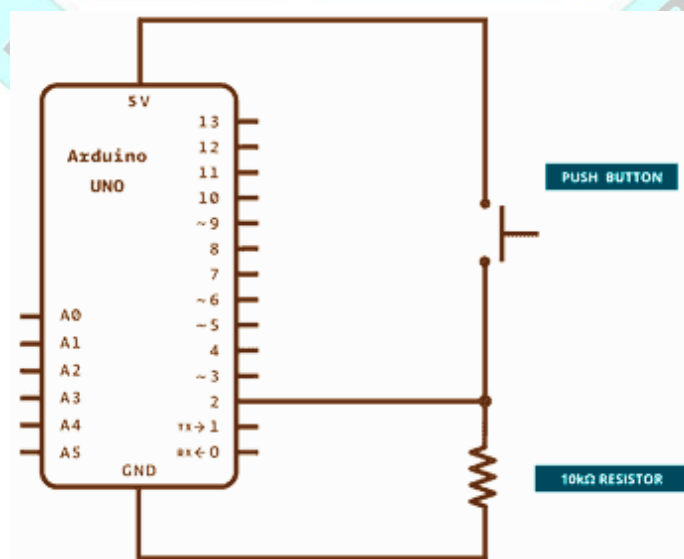 5V
Arduino
UNO
13
12
11
10
~9
8
7
~6
~5
4
~3
2
TX→1
RX←0
A0
A1
A2
A3
A4
A5
GND
PUSH BUTTON
10kΩ RESISTOR